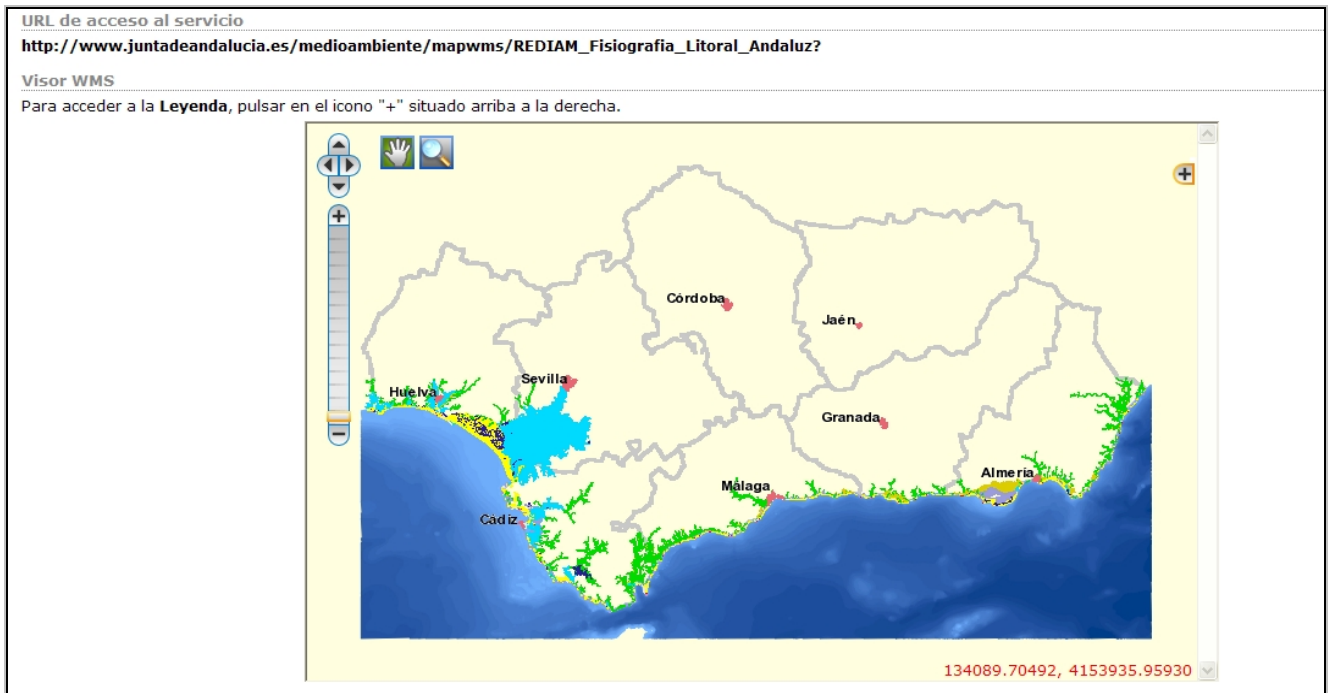 URL de acceso al servicio
http://www.juntadeandalucia.es/medioambiente/mapwms/REDIAM_Fisiografia_Litoral_Andaluz?
Visor WMS
Para acceder a la Leyenda, pulsar en el icono "+" situado arriba a la derecha.
Córdoba
Jaén
Sevilla
Huelva
Granada
Almería
Málaga
Cádiz
134089.70492, 4153935.95930